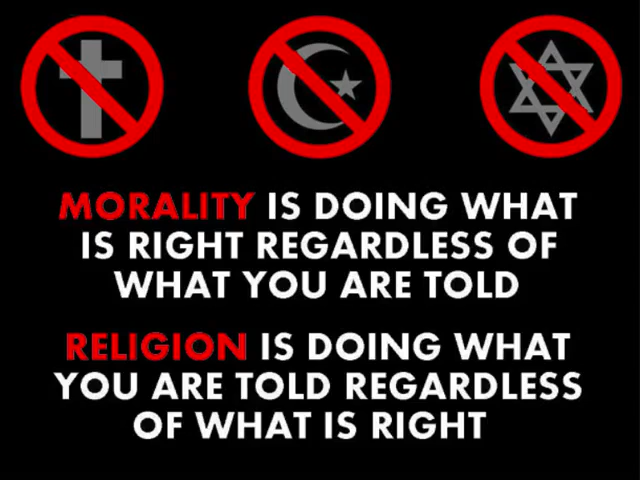 MORALITY IS DOING WHAT
IS RIGHT REGARDLESS OF
WHAT YOU ARE TOLD
RELIGION IS DOING WHAT
YOU ARE TOLD REGARDLESS
OF WHAT IS RIGHT